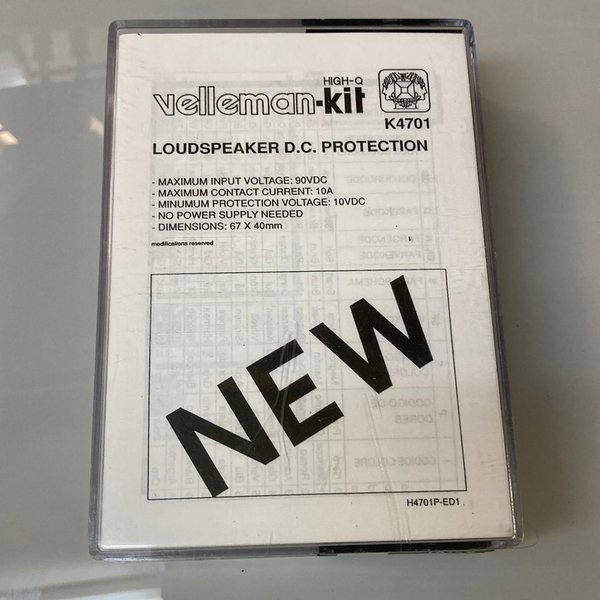 HIGH-Q
velleman-kit
K4701
LOUDSPEAKER D.C. PROTECTION
- MAXIMUM INPUT VOLTAGE: 90VDC
- MAXIMUM CONTACT CURRENT: 10A
- MINUMUM PROTECTION VOLTAGE: 10VDC
- NO POWER SUPPLY NEEDED
- DIMENSIONS: 67 X 40mm
modifications reserved
NEW
H4701P-ED1